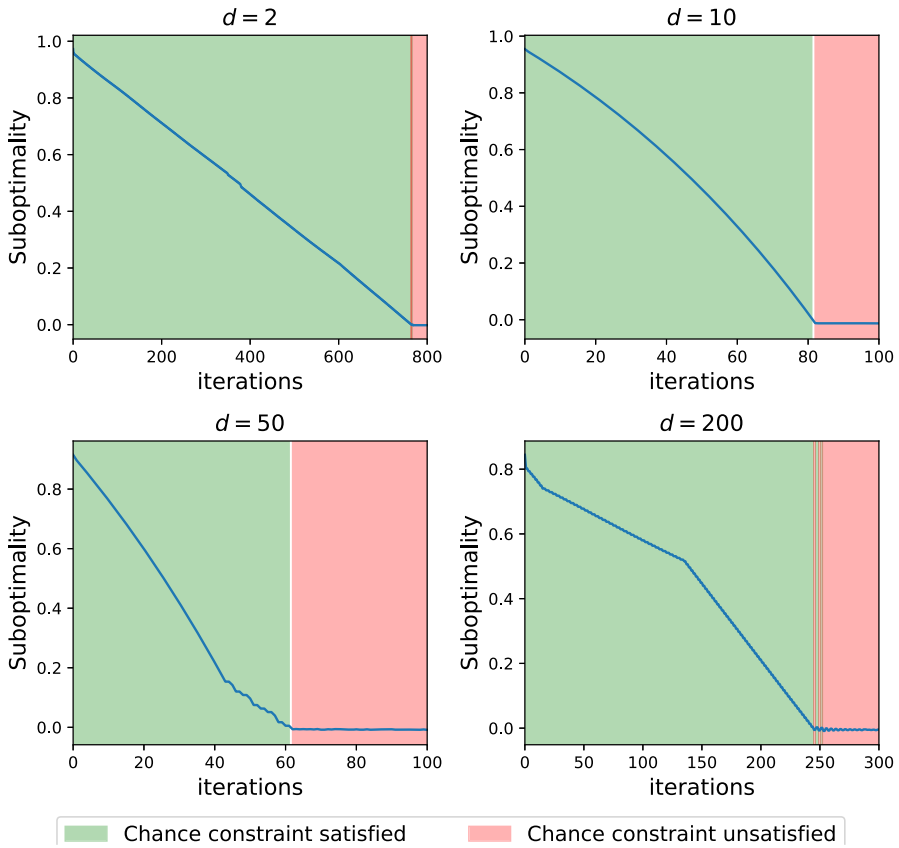 d = 2
1.0
0.8
0.6
0.4
0.2
0.0
Suboptimality
0 200 400 600 800
iterations
d = 10
1.0
0.8
0.6
0.4
0.2
0.0
Suboptimality
0 20 40 60 80 100
iterations
d = 50
0.8
0.6
0.4
0.2
0.0
Suboptimality
0 20 40 60 80 100
iterations
d = 200
0.8
0.6
0.4
0.2
0.0
Suboptimality
0 50 100 150 200 250 300
iterations
Chance constraint satisfied
Chance constraint unsatisfied